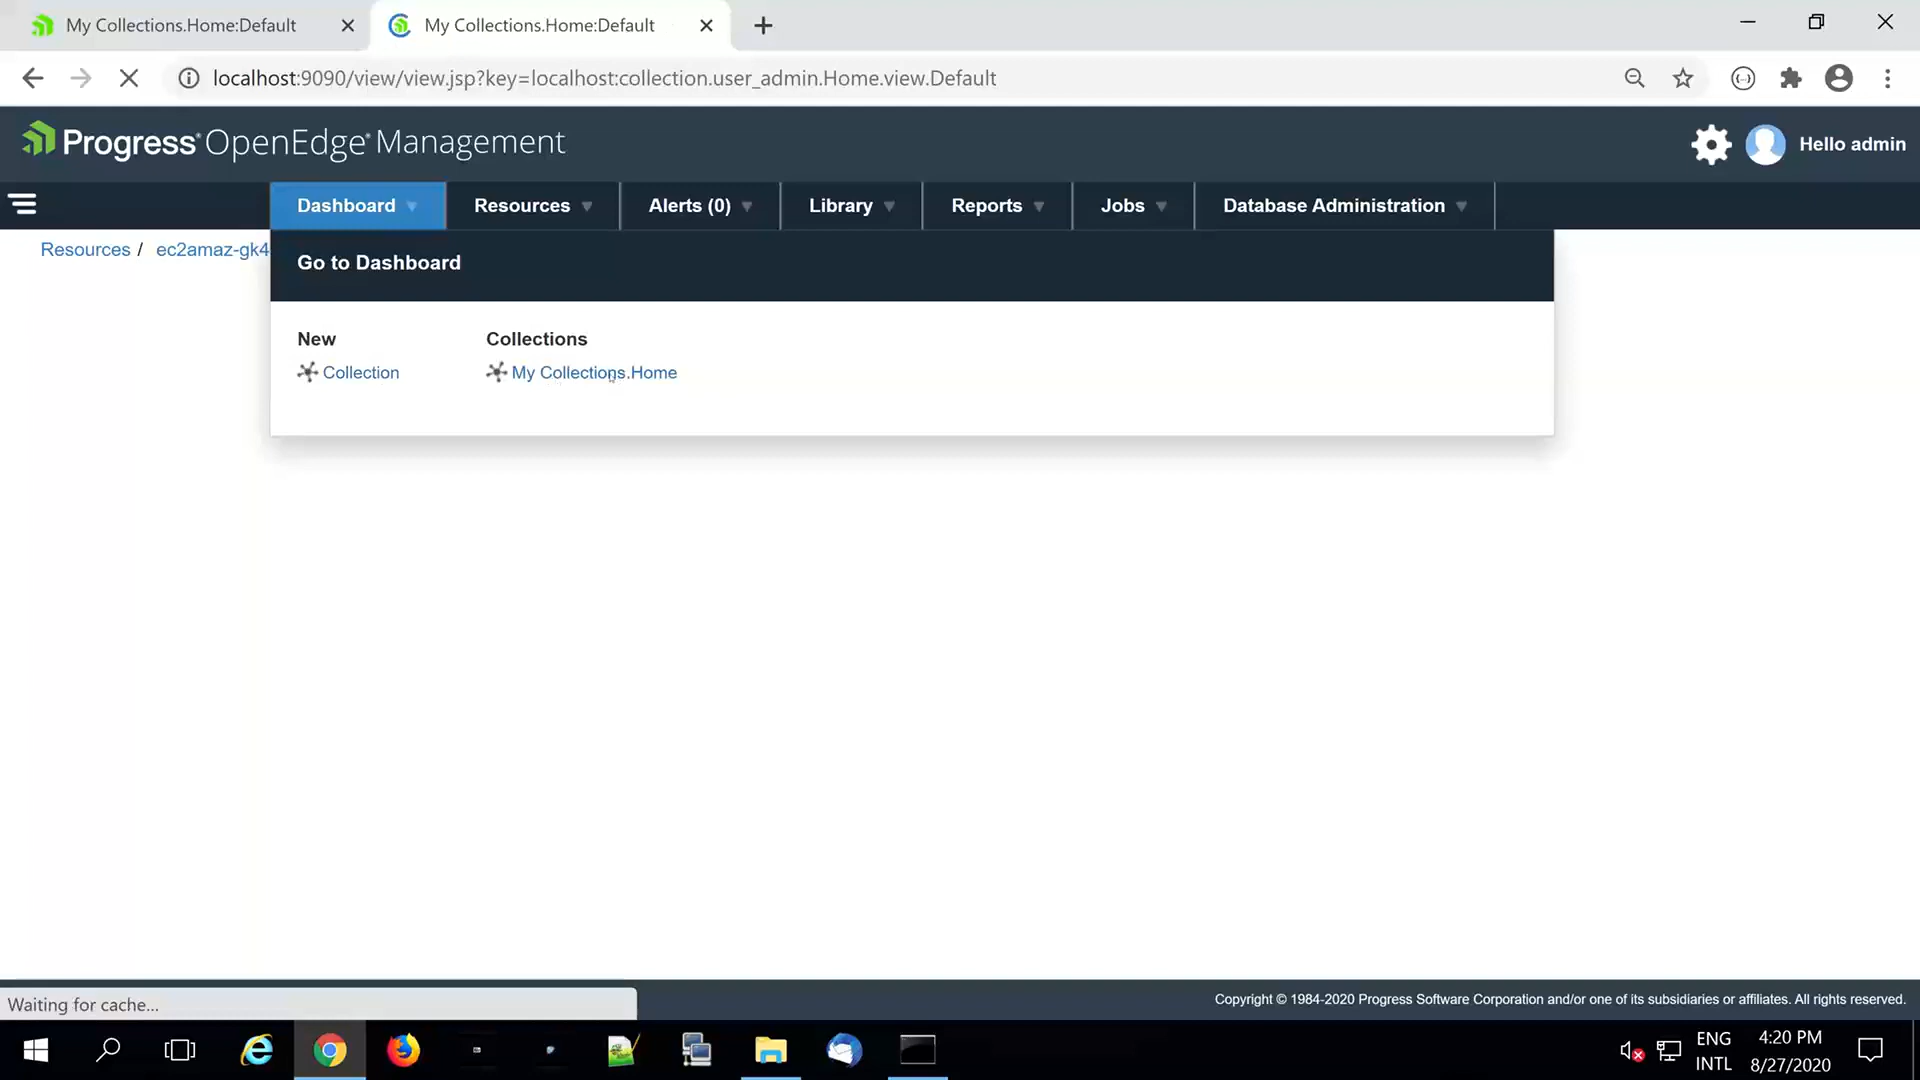 My Collections.Home:Default
My Collections.Home:Default
localhost:9090/view/view.jsp?key=localhost:collection.user_admin.Home.view.Default
Progress OpenEdge Management
Hello admin
Dashboard
Resources
Alerts (0)
Library
Reports
Jobs
Database Administration
Resources / ec2amaz-gk4
Go to Dashboard
New
Collections
Collection
My Collections.Home
Waiting for cache...
Copyright © 1984-2020 Progress Software Corporation and/or one of its subsidiaries or affiliates. All rights reserved.
ENG
INTL
4:20 PM
8/27/2020